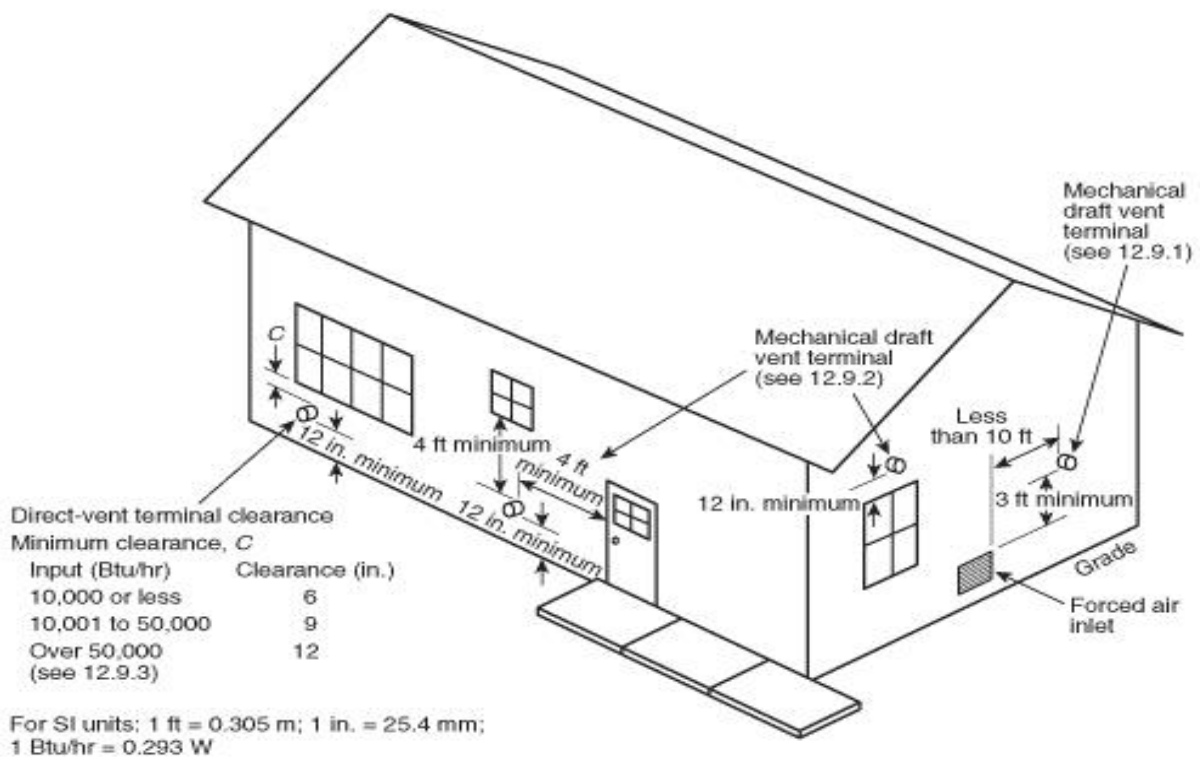 Mechanical
draft vent
terminal
(see 12.9.1)
Mechanical draft
vent terminal
(see 12.9.2)
Less
than 10 ft
C
12 in. minimum
4 ft minimum
4 ft
minimum
12 in. minimum
12 in. minimum
3 ft minimum
Grade
Forced air
inlet
Direct-vent terminal clearance
Minimum clearance, C
Input (Btu/hr) Clearance (in.)
10,000 or less 6
10,001 to 50,000 9
Over 50,000 12
(see 12.9.3)
For SI units: 1 ft = 0.305 m; 1 in. = 25.4 mm;
1 Btu/hr = 0.293 W